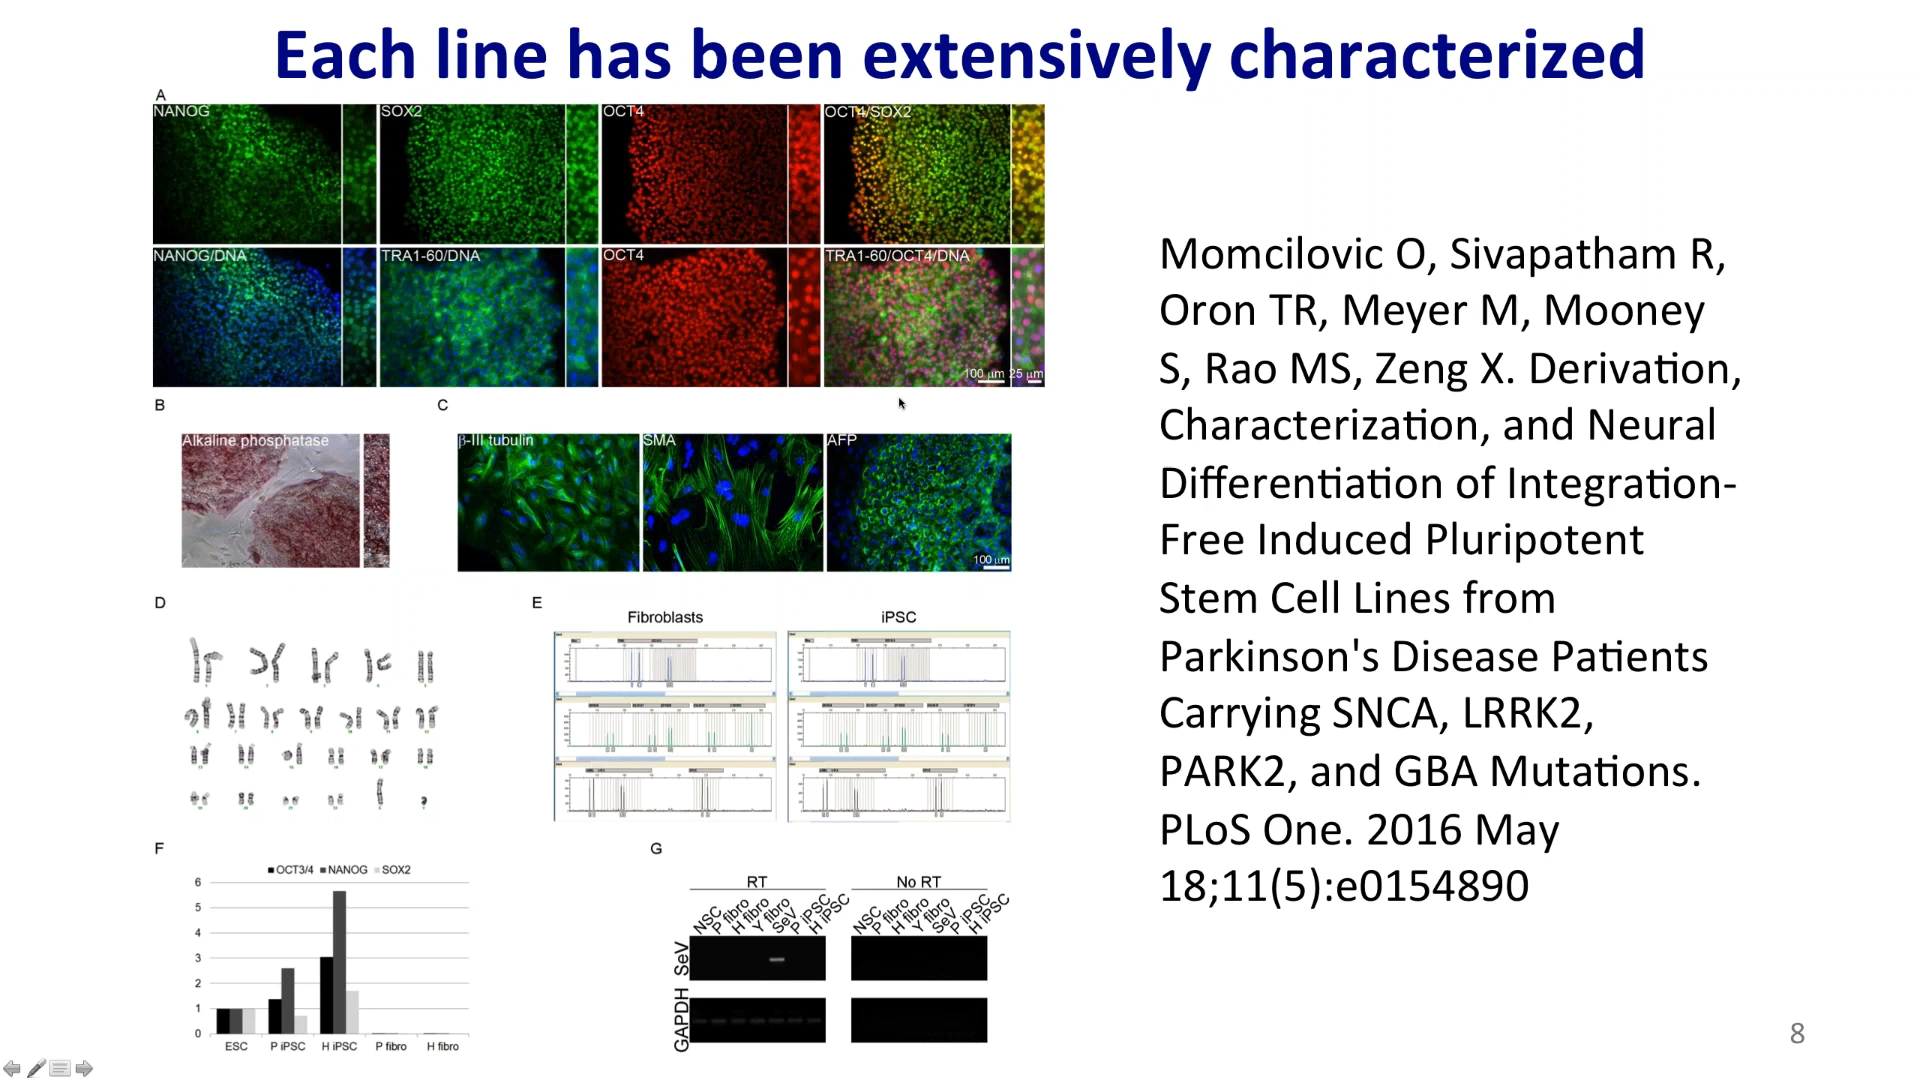 Each line has been extensively characterized
A
NANOG
SOX2
OCT4
OCT4/SOX2
NANOG/DNA
TRA1-60/DNA
OCT4
TRA1-60/OCT4/DNA
100 µm 25 µm
B
C
Alkaline phosphatase
β-III tubulin
SMA
AFP
100 µm
D
E
Fibroblasts
iPSC
F
G
OCT3/4 NANOG SOX2
6
5
4
3
2
1
0
ESC P iPSC H iPSC P fibro H fibro
RT
No RT
NSC P fibro H fibro Y fibro SeV P iPSC H iPSC
NSC P fibro H fibro Y fibro SeV P iPSC H iPSC
SeV
GAPDH
Momcilovic O, Sivapatham R,
Oron TR, Meyer M, Mooney
S, Rao MS, Zeng X. Derivation,
Characterization, and Neural
Differentiation of Integration-
Free Induced Pluripotent
Stem Cell Lines from
Parkinson's Disease Patients
Carrying SNCA, LRRK2,
PARK2, and GBA Mutations.
PLoS One. 2016 May
18;11(5):e0154890
8